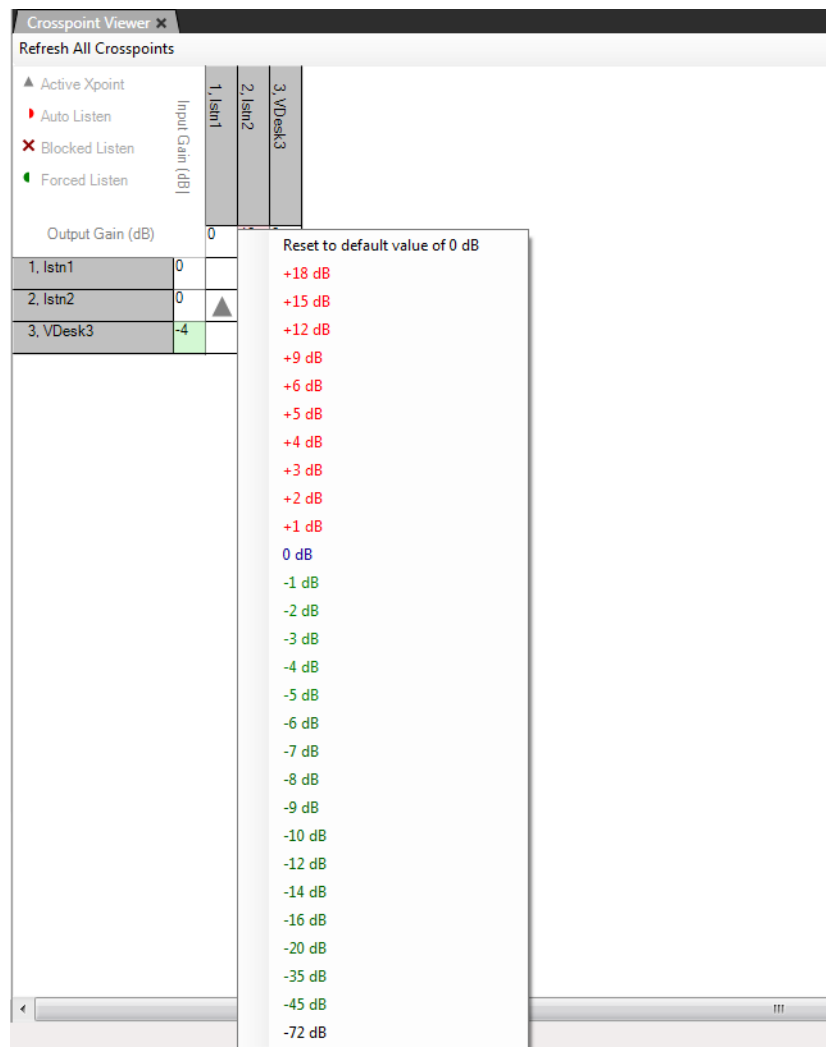 Crosspoint Viewer
Refresh All Crosspoints
Active Xpoint
Auto Listen
Blocked Listen
Forced Listen
Input Gain (dB)
1, Istn1
2, Istn2
3, VDesk3
Output Gain (dB)
0
1, Istn1
0
2, Istn2
0
3, VDesk3
-4
Reset to default value of 0 dB
+18 dB
+15 dB
+12 dB
+9 dB
+6 dB
+5 dB
+4 dB
+3 dB
+2 dB
+1 dB
0 dB
-1 dB
-2 dB
-3 dB
-4 dB
-5 dB
-6 dB
-7 dB
-8 dB
-9 dB
-10 dB
-12 dB
-14 dB
-16 dB
-20 dB
-35 dB
-45 dB
-72 dB